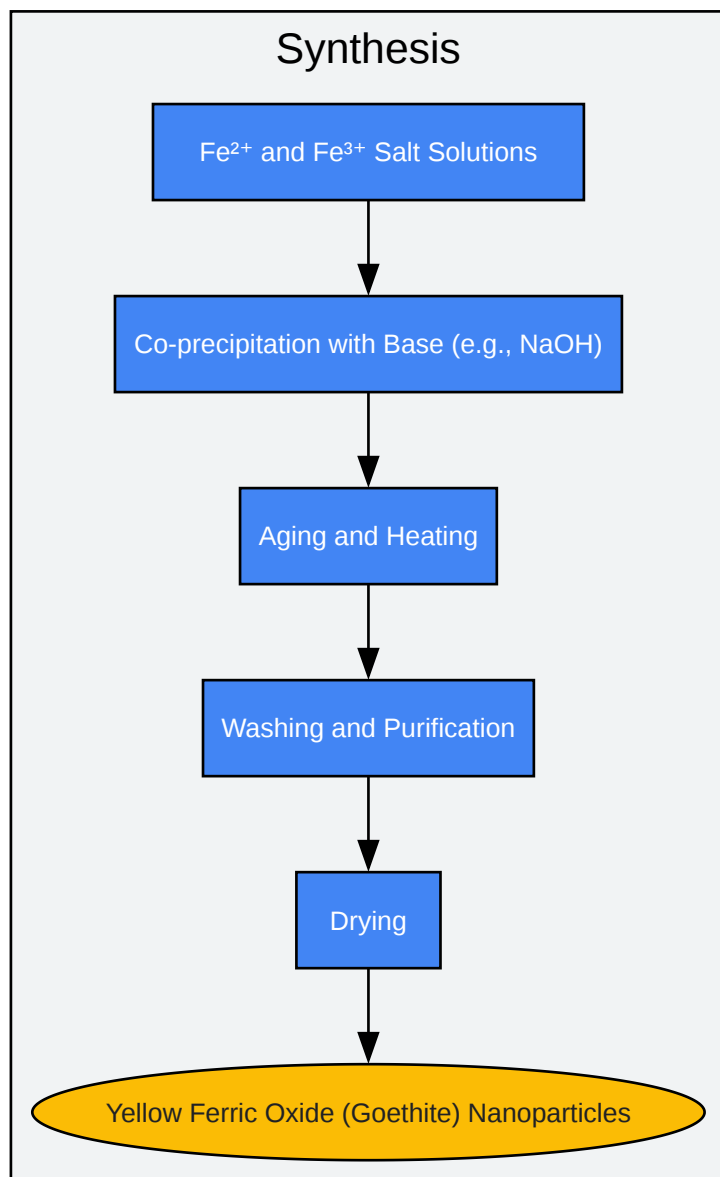 Synthesis
Fe²⁺ and Fe³⁺ Salt Solutions
Co-precipitation with Base (e.g., NaOH)
Aging and Heating
Washing and Purification
Drying
Yellow Ferric Oxide (Goethite) Nanoparticles